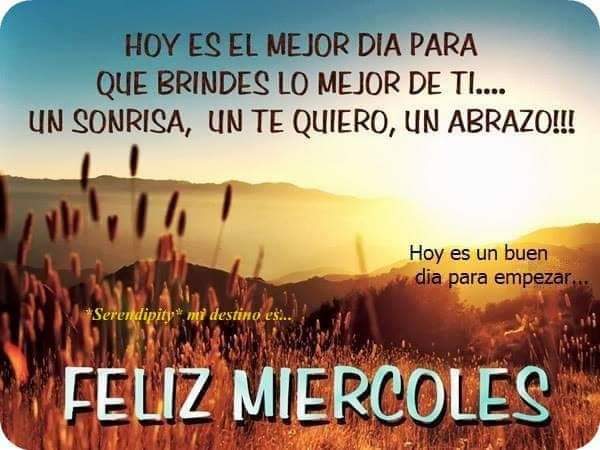 HOY ES EL MEJOR DIA PARA
QUE BRINDES LO MEJOR DE TI....
UN SONRISA, UN TE QUIERO, UN ABRAZO!!!
Hoy es un buen
dia para empezar...
*Serendipity* mi destino es...
FELIZ MIERCOLES